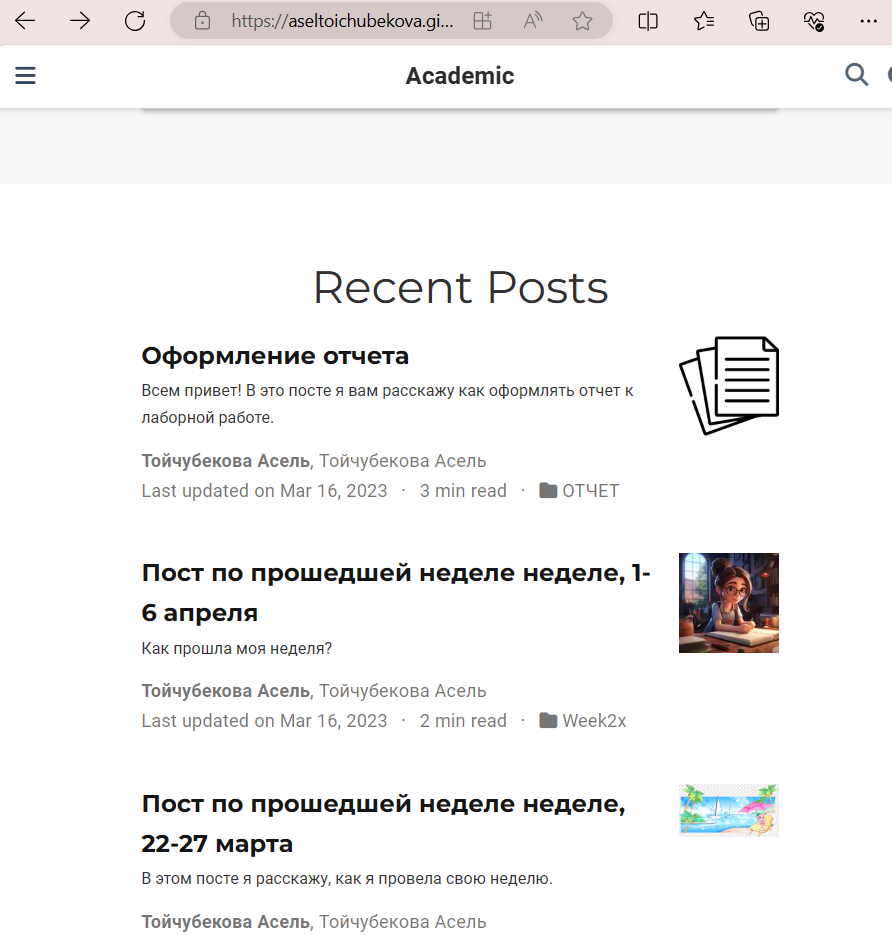 https://aseltoichubekova.gi...
Academic
Recent Posts
Оформление отчета
Всем привет! В это посте я вам расскажу как оформлять отчет к
лаборной работе.
Тойчубекова Асель, Тойчубекова Асель
Last updated on Mar 16, 2023 · 3 min read · ОТЧЕТ
Пост по прошедшей неделе неделе, 1-
6 апреля
Как прошла моя неделя?
Тойчубекова Асель, Тойчубекова Асель
Last updated on Mar 16, 2023 · 2 min read · Week2x
Пост по прошедшей неделе неделе,
22-27 марта
В этом посте я расскажу, как я провела свою неделю.
Тойчубекова Асель, Тойчубекова Асель